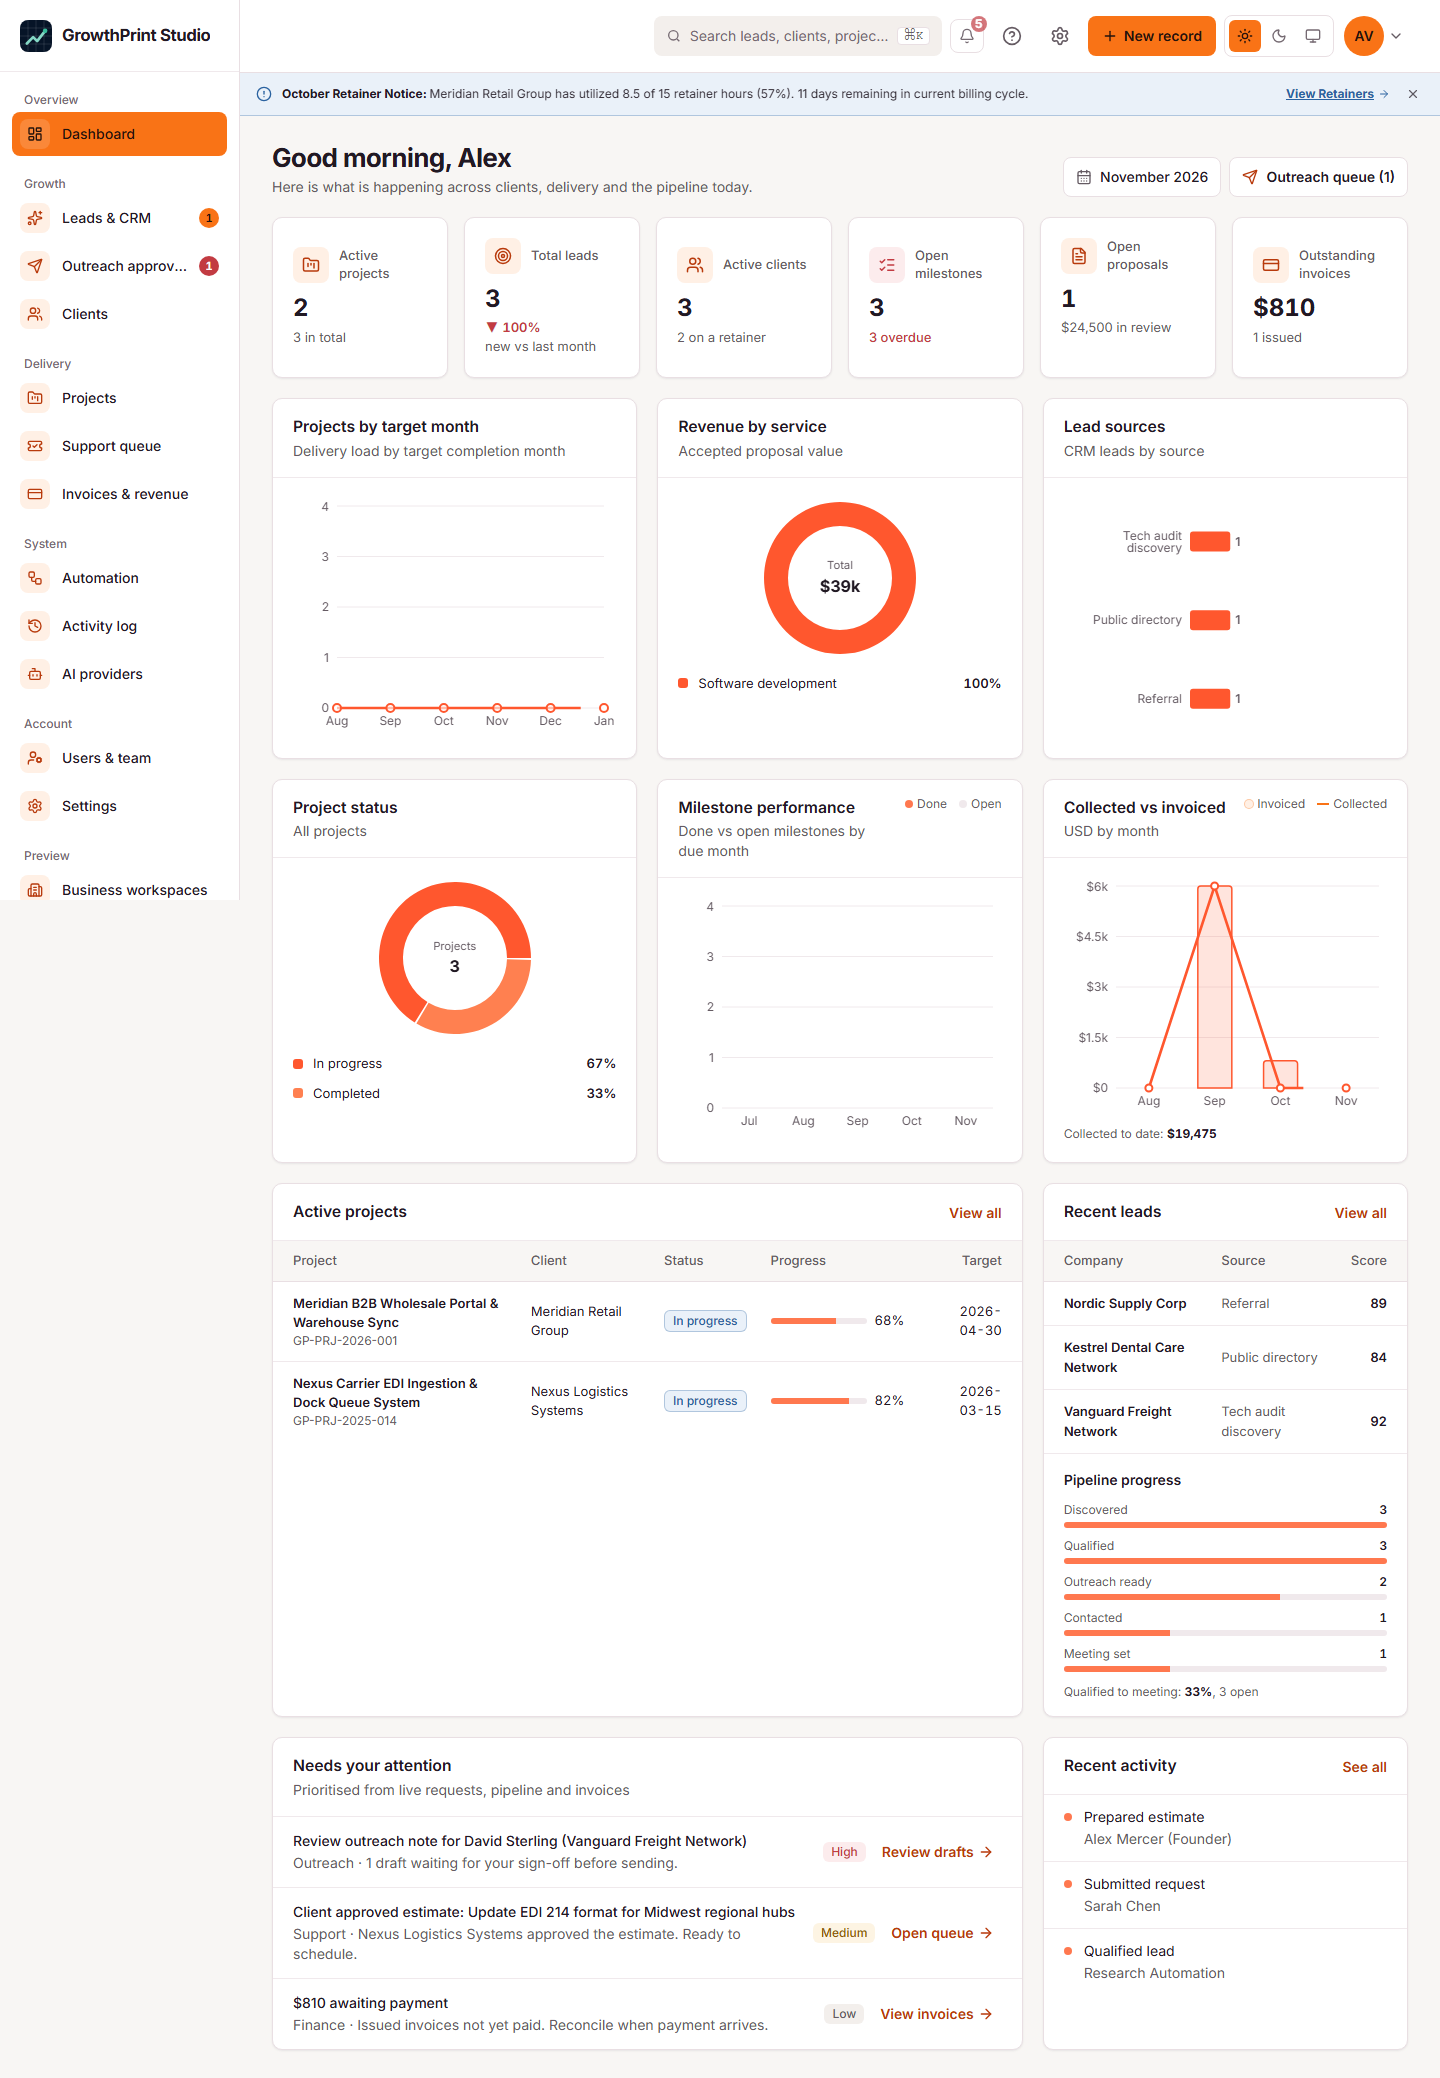 GrowthPrint Studio
Search leads, clients, projec...
⌘K
5
New record
AV
Overview
Dashboard
Growth
Leads & CRM
1
Outreach approv...
1
Clients
Delivery
Projects
Support queue
Invoices & revenue
System
Automation
Activity log
AI providers
Account
Users & team
Settings
Preview
Business workspaces
October Retainer Notice: Meridian Retail Group has utilized 8.5 of 15 retainer hours (57%). 11 days remaining in current billing cycle.
View Retainers
Good morning, Alex
Here is what is happening across clients, delivery and the pipeline today.
November 2026
Outreach queue (1)
Active
projects
2
3 in total
Total leads
3
▼ 100%
new vs last month
Active clients
3
2 on a retainer
Open
milestones
3
3 overdue
Open
proposals
1
$24,500 in review
Outstanding
invoices
$810
1 issued
Projects by target month
Delivery load by target completion month
4
3
2
1
0
Aug Sep Oct Nov Dec Jan
Revenue by service
Accepted proposal value
Total
$39k
Software development 100%
Lead sources
CRM leads by source
Tech audit
discovery
1
Public directory 1
Referral 1
Project status
All projects
Projects
3
In progress 67%
Completed 33%
Milestone performance
Done Open
Done vs open milestones by
due month
4
3
2
1
0
Jul Aug Sep Oct Nov
Collected vs invoiced
Invoiced Collected
USD by month
$6k
$4.5k
$3k
$1.5k
$0
Aug Sep Oct Nov
Collected to date: $19,475
Active projects
View all
Project Client Status Progress Target
Meridian B2B Wholesale Portal &
Warehouse Sync
GP-PRJ-2026-001
Meridian Retail
Group
In progress
68%
2026-
04-30
Nexus Carrier EDI Ingestion &
Dock Queue System
GP-PRJ-2025-014
Nexus Logistics
Systems
In progress
82%
2026-
03-15
Recent leads
View all
Company Source Score
Nordic Supply Corp Referral 89
Kestrel Dental Care
Network
Public directory 84
Vanguard Freight
Network
Tech audit
discovery
92
Pipeline progress
Discovered 3
Qualified 3
Outreach ready 2
Contacted 1
Meeting set 1
Qualified to meeting: 33%, 3 open
Needs your attention
Prioritised from live requests, pipeline and invoices
Review outreach note for David Sterling (Vanguard Freight Network)
Outreach · 1 draft waiting for your sign-off before sending.
High
Review drafts
Client approved estimate: Update EDI 214 format for Midwest regional hubs
Support · Nexus Logistics Systems approved the estimate. Ready to
schedule.
Medium
Open queue
$810 awaiting payment
Finance · Issued invoices not yet paid. Reconcile when payment arrives.
Low
View invoices
Recent activity
See all
Prepared estimate
Alex Mercer (Founder)
Submitted request
Sarah Chen
Qualified lead
Research Automation